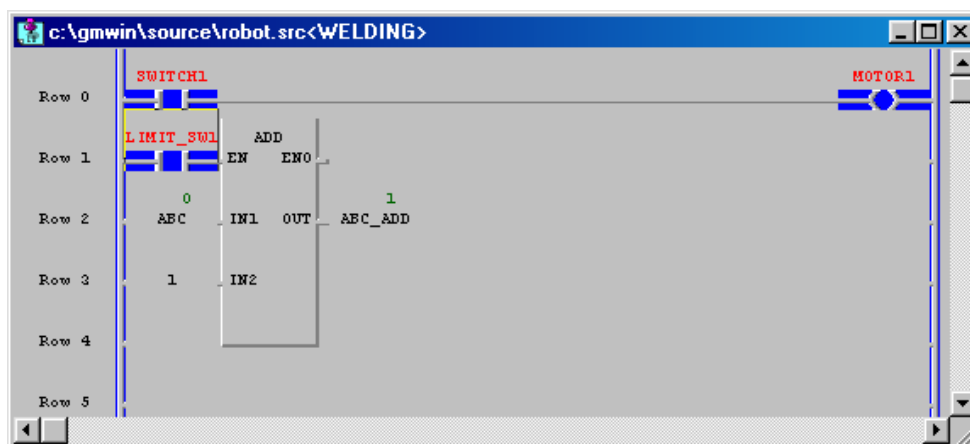 c:\gmwin\source\robot.src<WELDING>
SWITCH1 MOTOR1
Row 0
LIMIT_SW1 ADD
Row 1 EN ENO
0 1
Row 2 ABC IN1 OUT ABC_ADD
Row 3 1 IN2
Row 4
Row 5